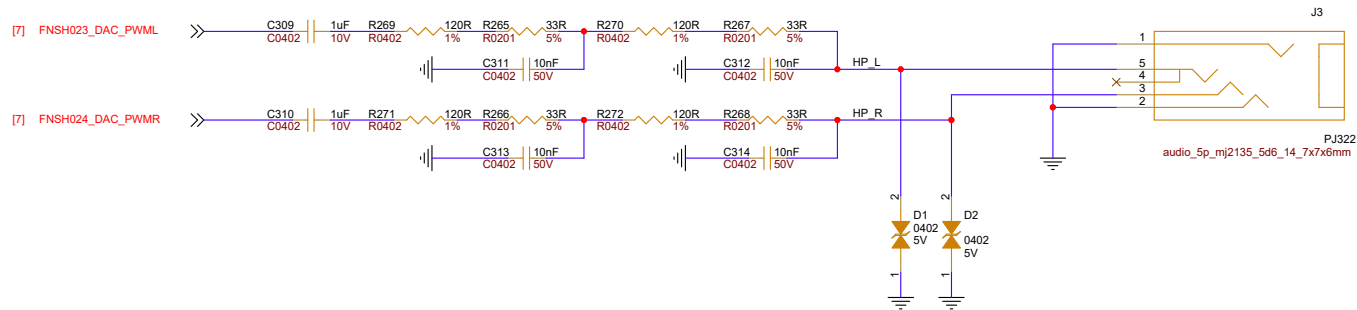 J3
C309 1uF R269 120R R265 33R R270 120R R267 33R
[7] FNSH023_DAC_PWML
C0402 10V R0402 1% R0201 5% R0402 1% R0201 5%
1
C311 10nF C312 10nF HP_L
C0402 50V C0402 50V
5
4
3
2
C310 1uF R271 120R R266 33R R272 120R R268 33R HP_R
[7] FNSH024_DAC_PWMR
C0402 10V R0402 1% R0201 5% R0402 1% R0201 5%
PJ322
audio_5p_mj2135_5d6_14_7x7x6mm
C313 10nF C314 10nF
C0402 50V C0402 50V
2 2
D1 D2
0402
0402
5V
5V
1 1